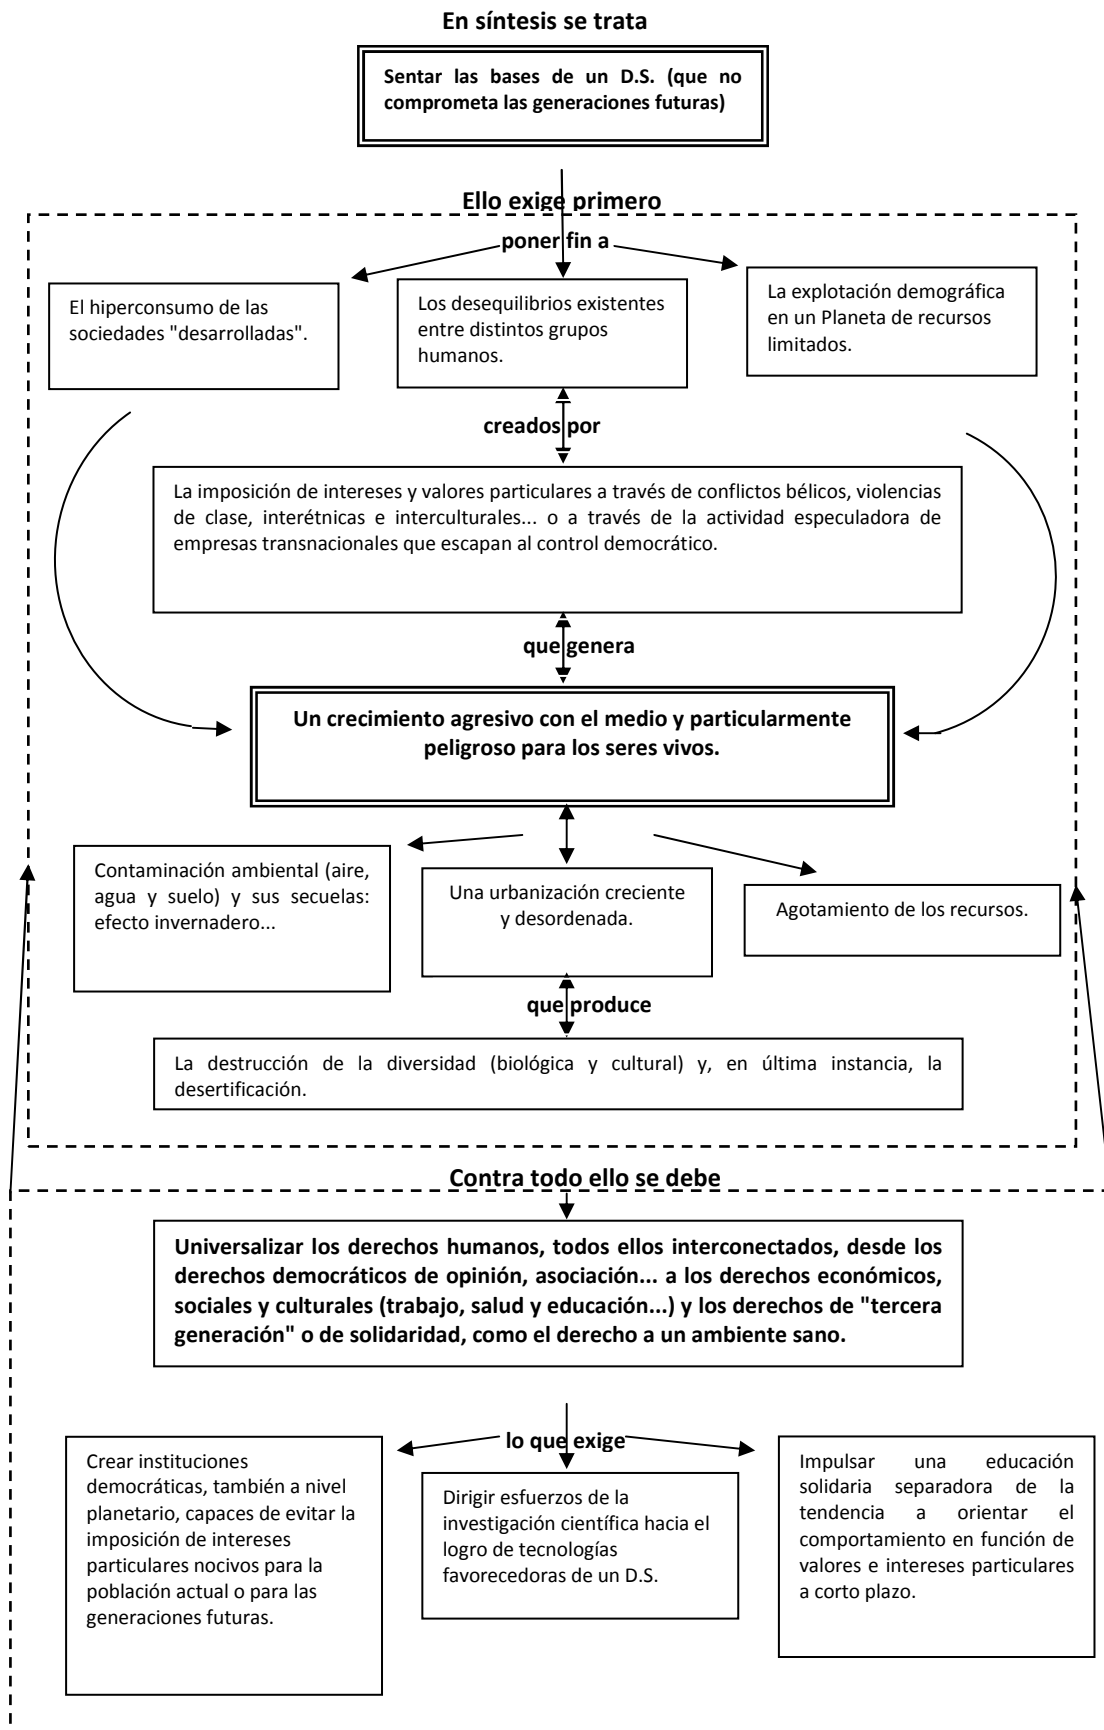 En síntesis se trata
Sentar las bases de un D.S. (que no
comprometa las generaciones futuras)
Ello exige primero
poner fin a
El hiperconsumo de las
sociedades "desarrolladas".
Los desequilibrios existentes
entre distintos grupos
humanos.
La explotación demográfica
en un Planeta de recursos
limitados.
creados por
La imposición de intereses y valores particulares a través de conflictos bélicos, violencias
de clase, interétnicas e interculturales... o a través de la actividad especuladora de
empresas transnacionales que escapan al control democrático.
que genera
Un crecimiento agresivo con el medio y particularmente
peligroso para los seres vivos.
Contaminación ambiental (aire,
agua y suelo) y sus secuelas:
efecto invernadero...
Una urbanización creciente
y desordenada.
Agotamiento de los recursos.
que produce
La destrucción de la diversidad (biológica y cultural) y, en última instancia, la
desertificación.
Contra todo ello se debe
Universalizar los derechos humanos, todos ellos interconectados, desde los
derechos democráticos de opinión, asociación... a los derechos económicos,
sociales y culturales (trabajo, salud y educación...) y los derechos de "tercera
generación" o de solidaridad, como el derecho a un ambiente sano.
lo que exige
Crear instituciones
democráticas, también a nivel
planetario, capaces de evitar la
imposición de intereses
particulares nocivos para la
población actual o para las
generaciones futuras.
Dirigir esfuerzos de la
investigación científica hacia el
logro de tecnologías
favorecedoras de un D.S.
Impulsar una educación
solidaria separadora de la
tendencia a orientar el
comportamiento en función de
valores e intereses particulares
a corto plazo.